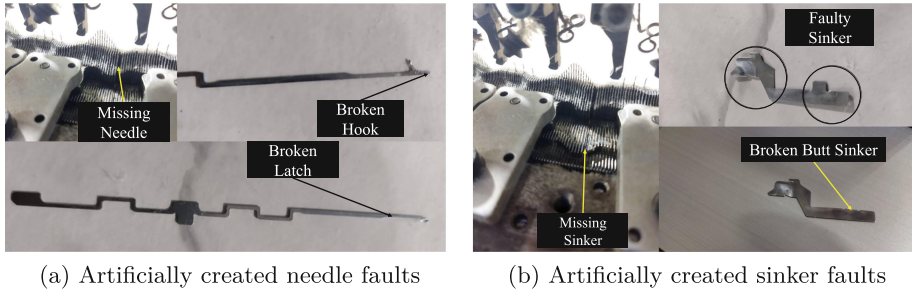 Missing
Needle
Broken
Hook
Broken
Latch
(a) Artificially created needle faults
Faulty
Sinker
Missing
Sinker
Broken Butt Sinker
(b) Artificially created sinker faults